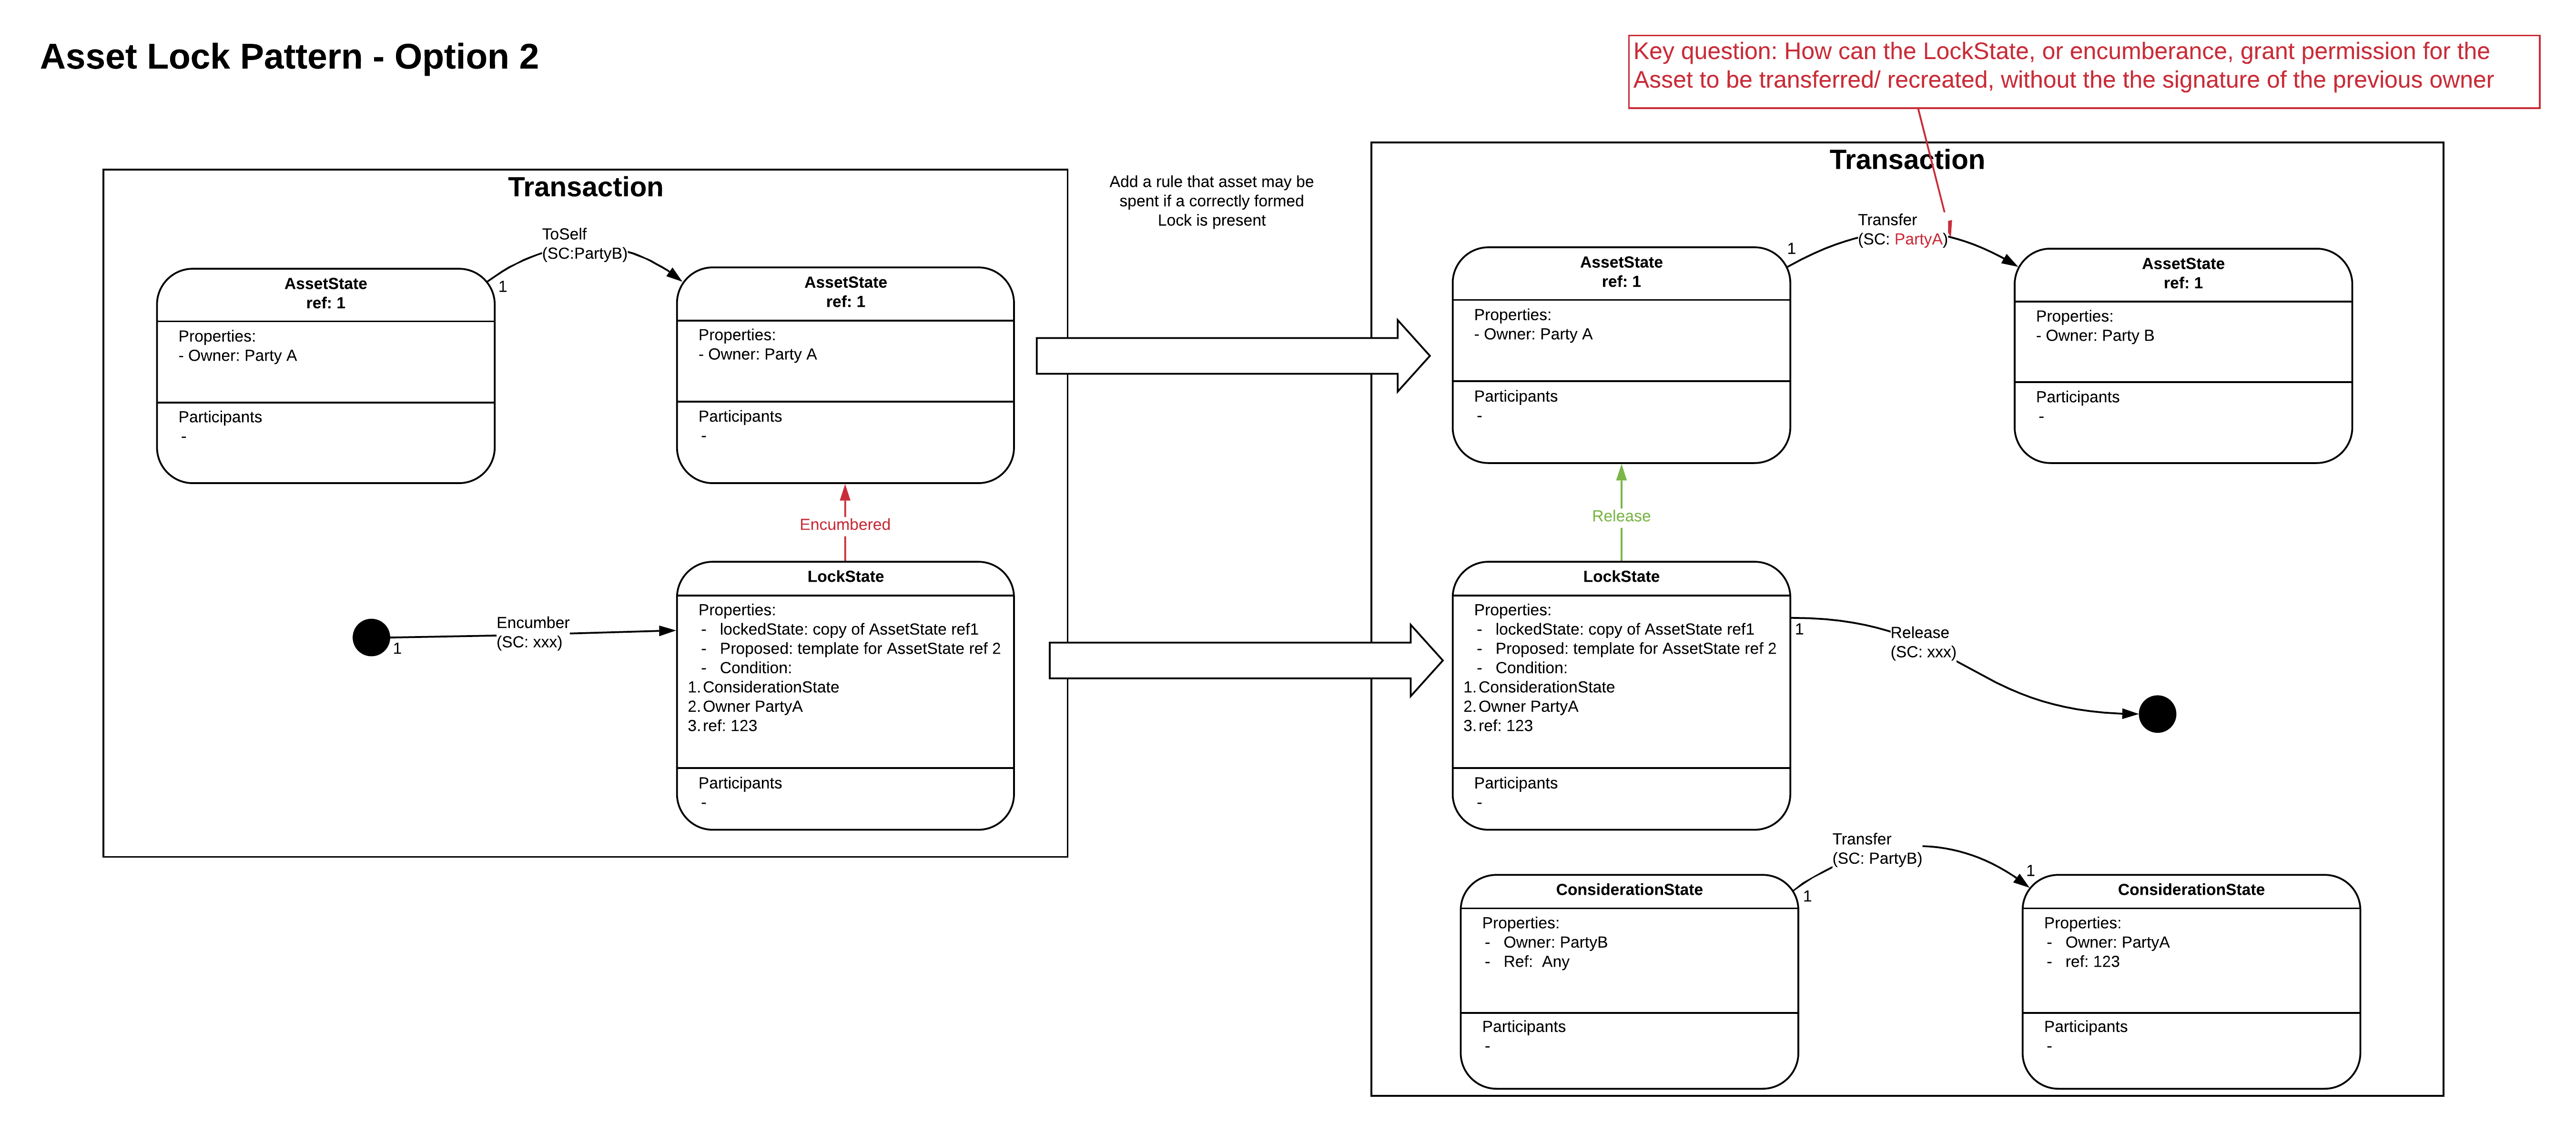 Asset Lock Pattern - Option 2
Key question: How can the LockState, or encumberance, grant permission for the
Asset to be transferred/ recreated, without the the signature of the previous owner
Transaction
ToSelf
(SC:PartyB)
1
AssetState
ref: 1
Properties:
- Owner: Party A
Participants
-
AssetState
ref: 1
Properties:
- Owner: Party A
Participants
-
Encumbered
1
Encumber
(SC: xxx)
LockState
Properties:
- lockedState: copy of AssetState ref1
- Proposed: template for AssetState ref 2
- Condition:
1. ConsiderationState
2. Owner PartyA
3. ref: 123
Participants
-
Add a rule that asset may be
spent if a correctly formed
Lock is present
Transaction
Transfer
(SC: PartyA)
1
AssetState
ref: 1
Properties:
- Owner: Party A
Participants
-
AssetState
ref: 1
Properties:
- Owner: Party B
Participants
-
Release
LockState
Properties:
- lockedState: copy of AssetState ref1
- Proposed: template for AssetState ref 2
- Condition:
1. ConsiderationState
2. Owner PartyA
3. ref: 123
Participants
-
1
Release
(SC: xxx)
Transfer
(SC: PartyB)
1
1
ConsiderationState
Properties:
- Owner: PartyB
- Ref: Any
Participants
-
ConsiderationState
Properties:
- Owner: PartyA
- ref: 123
Participants
-